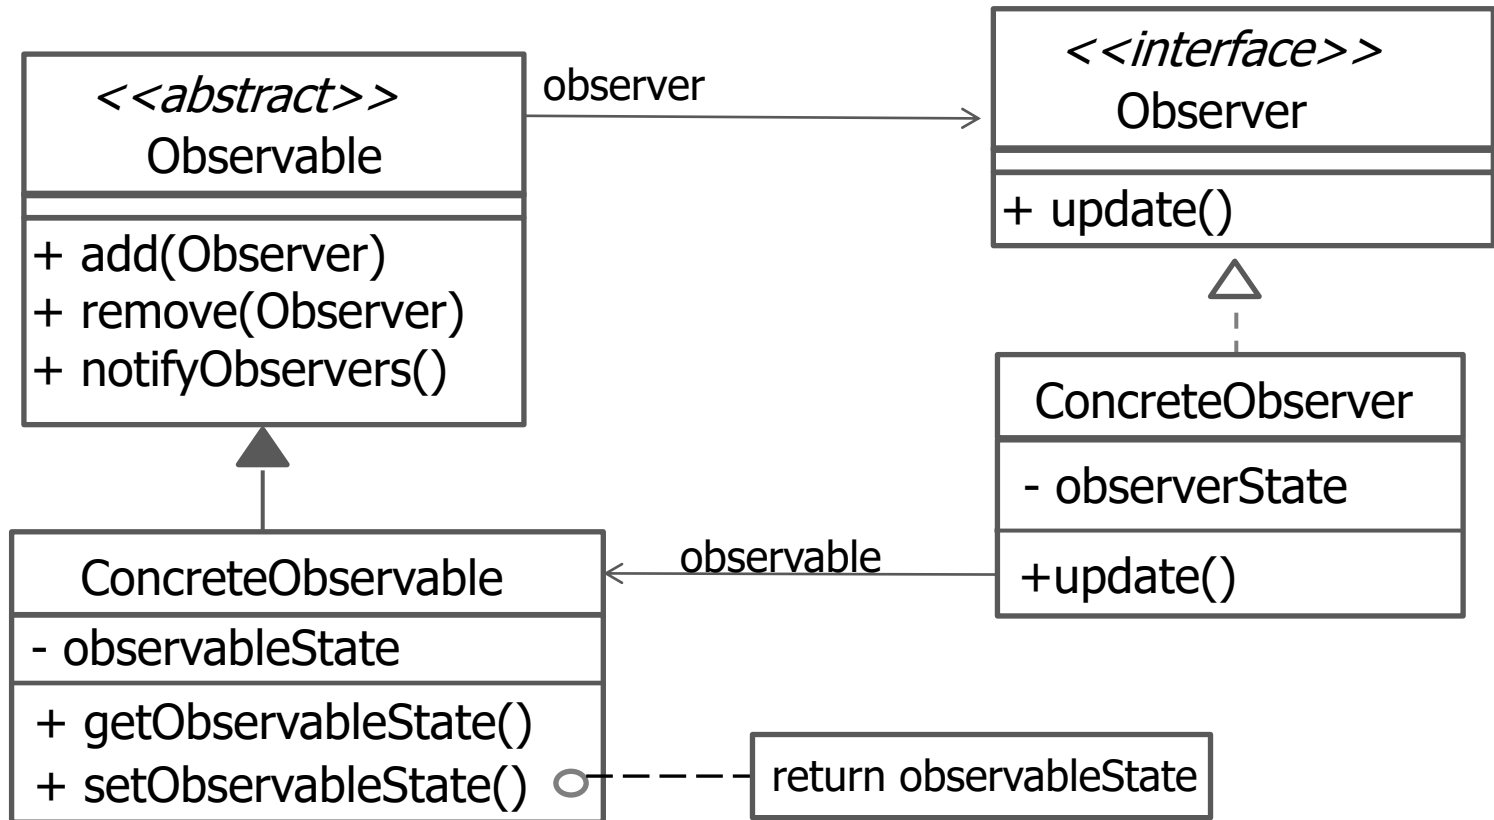 <<abstract>>
Observable
+ add(Observer)
+ remove(Observer)
+ notifyObservers()
observer
<<interface>>
Observer
+ update()
ConcreteObserver
- observerState
+update()
observable
ConcreteObservable
- observableState
+ getObservableState()
+ setObservableState()
return observableState